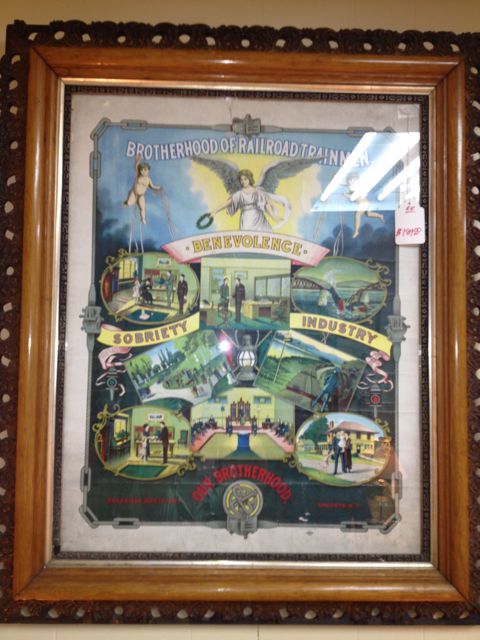 BROTHERHOOD OF RAILROAD TRAINMEN.
· BENEVOLENCE ·
SOBRIETY
INDUSTRY
OUR BROTHERHOOD.